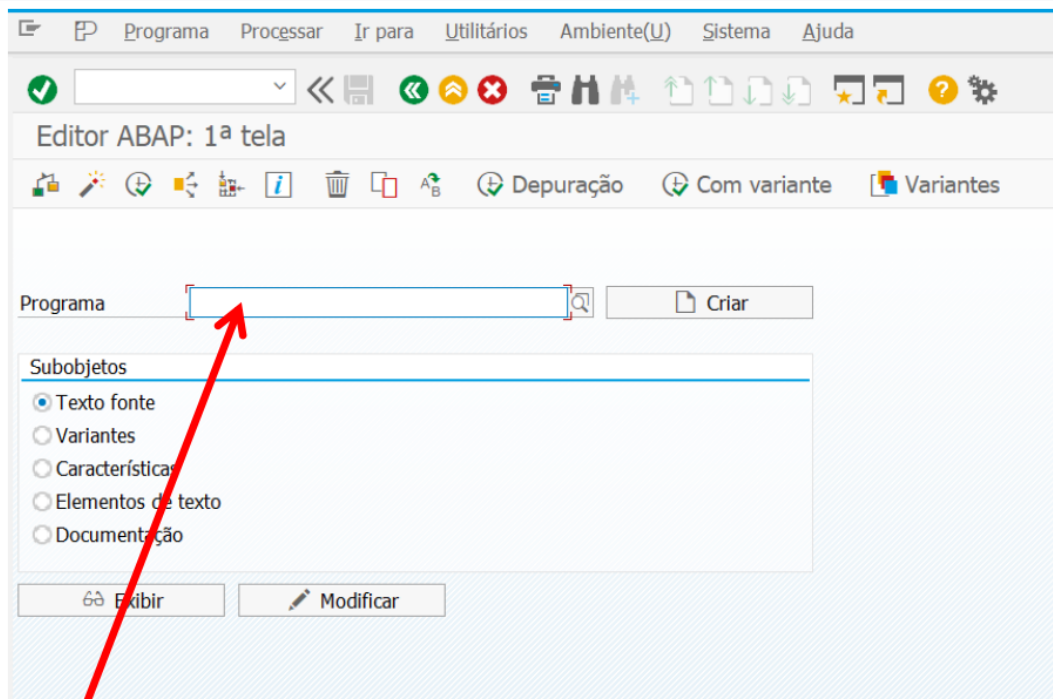 Programa Processar Ir para Utilitários Ambiente(U) Sistema Ajuda
Editor ABAP: 1ª tela
Depuração Com variante Variantes
Programa Criar
Subobjetos
Texto fonte
Variantes
Características
Elementos de texto
Documentação
Exibir Modificar